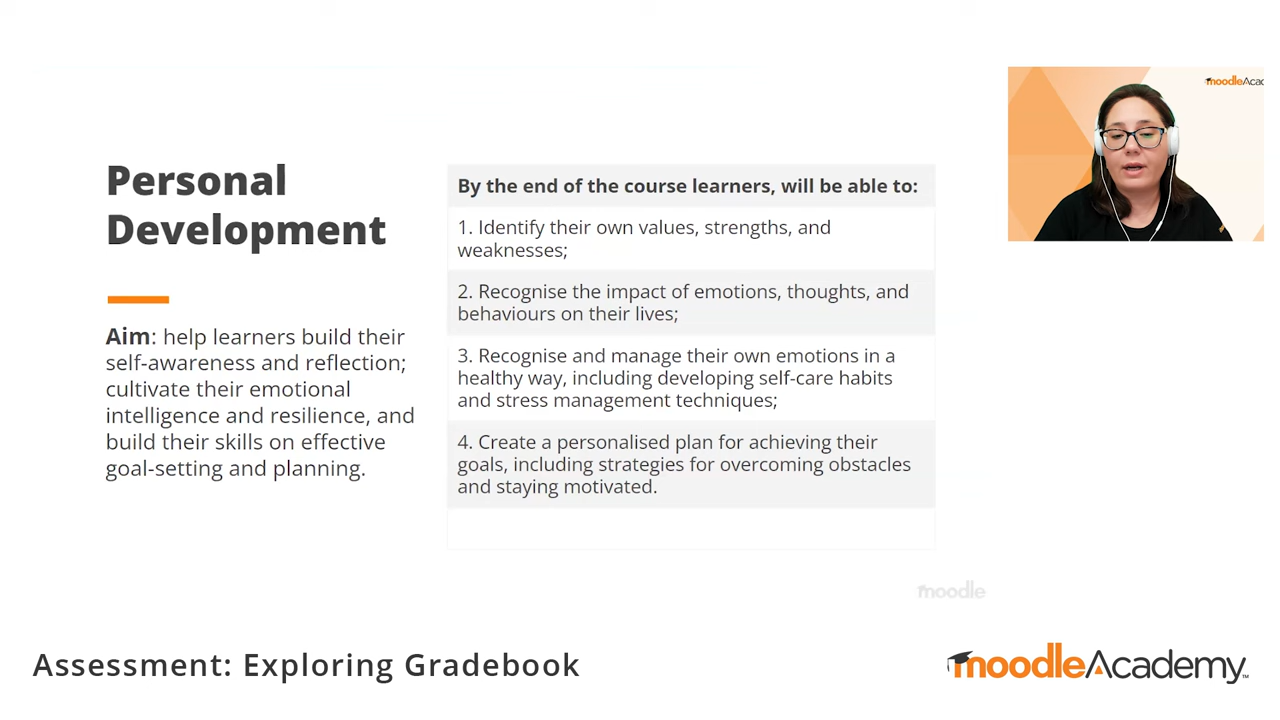 moodleAcad
Personal
Development
Aim: help learners build their
self-awareness and reflection;
cultivate their emotional
intelligence and resilience, and
build their skills on effective
goal-setting and planning.
By the end of the course learners, will be able to:
1. Identify their own values, strengths, and
weaknesses;
2. Recognise the impact of emotions, thoughts, and
behaviours on their lives;
3. Recognise and manage their own emotions in a
healthy way, including developing self-care habits
and stress management techniques;
4. Create a personalised plan for achieving their
goals, including strategies for overcoming obstacles
and staying motivated.
moodle
Assessment: Exploring Gradebook
moodleAcademy™